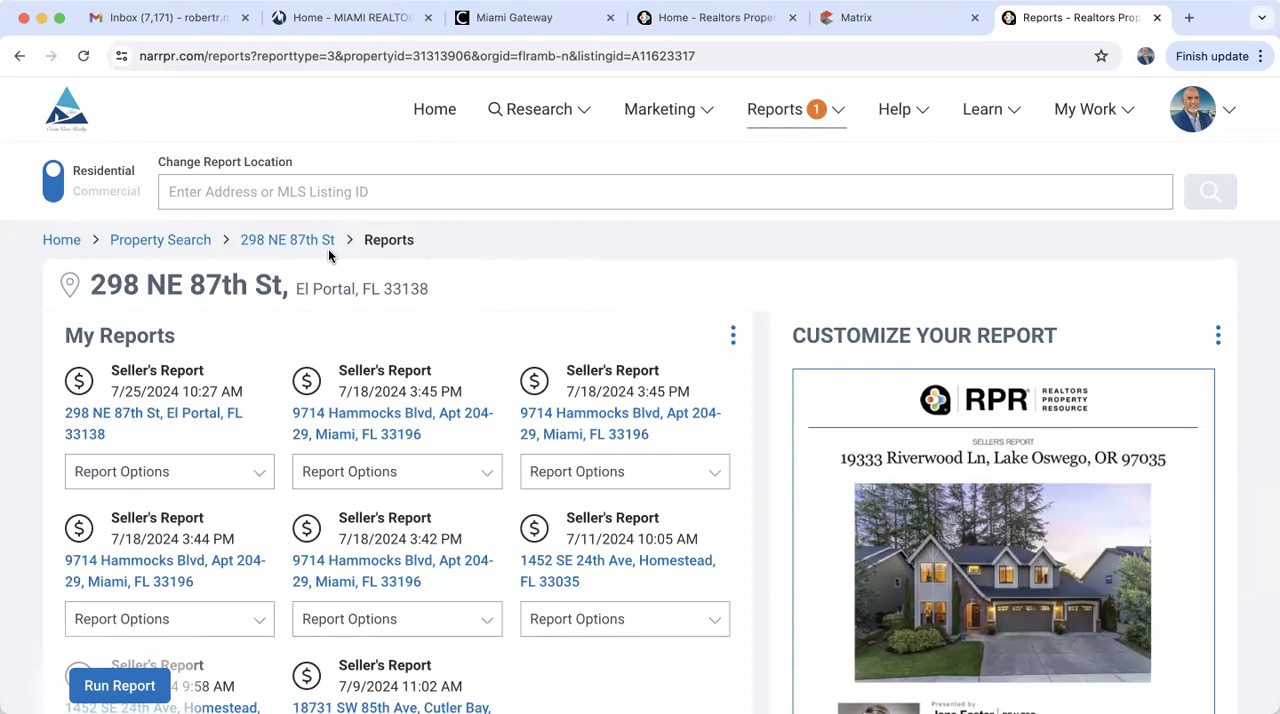 Inbox (7,171) - robertr.n
Home - MIAMI REALTO
Miami Gateway
Home - Realtors Prope
Matrix
Reports - Realtors Prop
narrpr.com/reports?reporttype=3&propertyid=31313906&orgid=flramb-n&listingid=A11623317
Finish update
Home
Research
Marketing
Reports 1
Help
Learn
My Work
Residential
Commercial
Change Report Location
Enter Address or MLS Listing ID
Home > Property Search > 298 NE 87th St > Reports
298 NE 87th St, El Portal, FL 33138
My Reports
Seller's Report
7/25/2024 10:27 AM
298 NE 87th St, El Portal, FL
33138
Report Options
Seller's Report
7/18/2024 3:45 PM
9714 Hammocks Blvd, Apt 204-
29, Miami, FL 33196
Report Options
Seller's Report
7/18/2024 3:45 PM
9714 Hammocks Blvd, Apt 204-
29, Miami, FL 33196
Report Options
Seller's Report
7/18/2024 3:44 PM
9714 Hammocks Blvd, Apt 204-
29, Miami, FL 33196
Report Options
Seller's Report
7/18/2024 3:42 PM
9714 Hammocks Blvd, Apt 204-
29, Miami, FL 33196
Report Options
Seller's Report
7/11/2024 10:05 AM
1452 SE 24th Ave, Homestead,
FL 33035
Report Options
Seller's Report
4 9:58 AM
1452 SE 24th Ave, Homestead,
Run Report
Seller's Report
7/9/2024 11:02 AM
18731 SW 85th Ave, Cutler Bay,
CUSTOMIZE YOUR REPORT
RPR
REALTORS
PROPERTY
RESOURCE
SELLER'S REPORT
19333 Riverwood Ln, Lake Oswego, OR 97035
Presented by